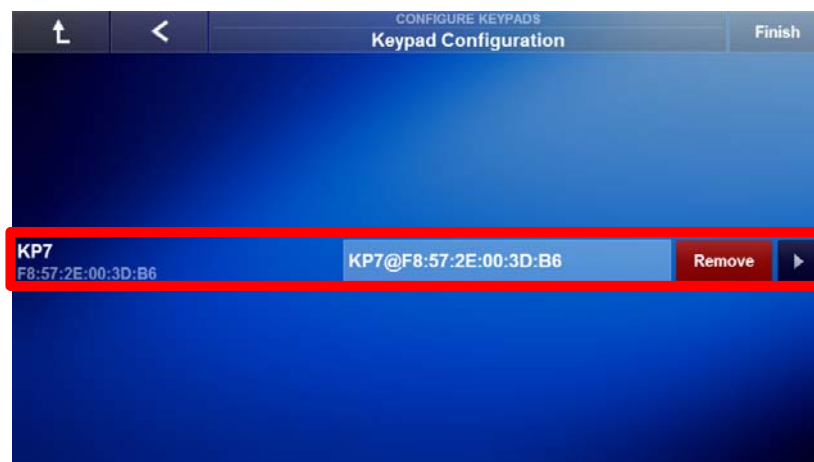 CONFIGURE KEYPADS
Keypad Configuration
Finish
KP7
F8:57:2E:00:3D:B6
KP7@F8:57:2E:00:3D:B6
Remove